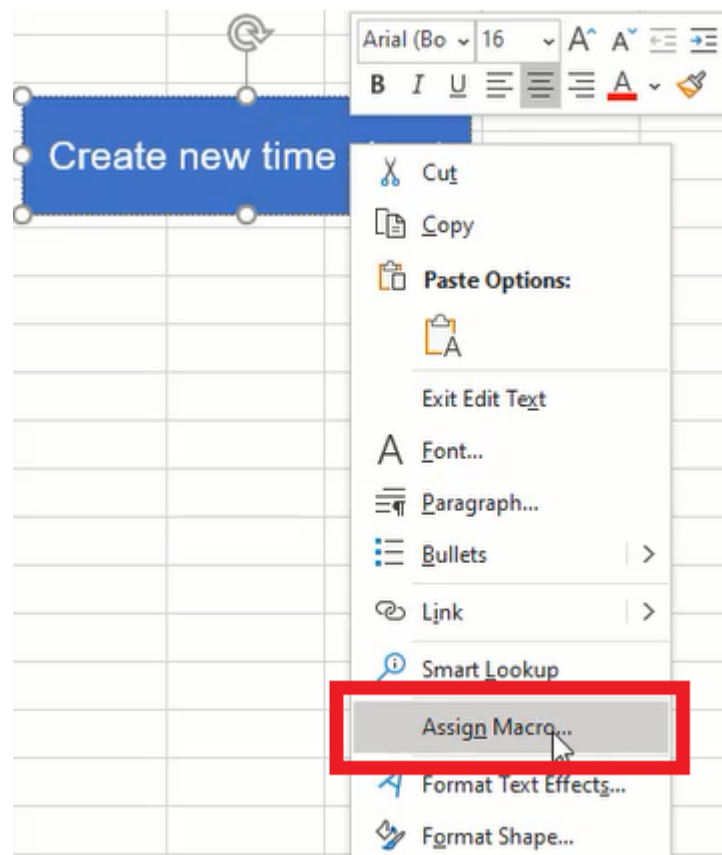 Arial (Bo 16 A A
B I U A
Create new time
Cut
Copy
Paste Options:
A
Exit Edit Text
A Font...
Paragraph...
Bullets
Link
Smart Lookup
Assign Macro...
A Format Text Effects...
Format Shape...